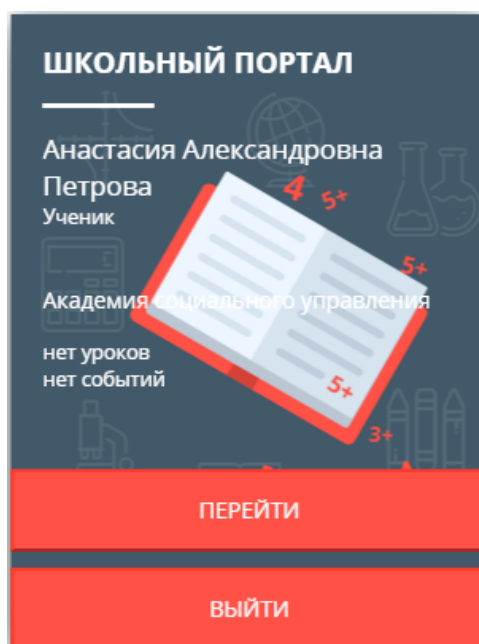 ШКОЛЬНЫЙ ПОРТАЛ
Анастасия Александровна
Петрова
Ученик
4
5+
5+
Академия социального управления
нет уроков
нет событий
5+
3+
ПЕРЕЙТИ
ВЫЙТИ